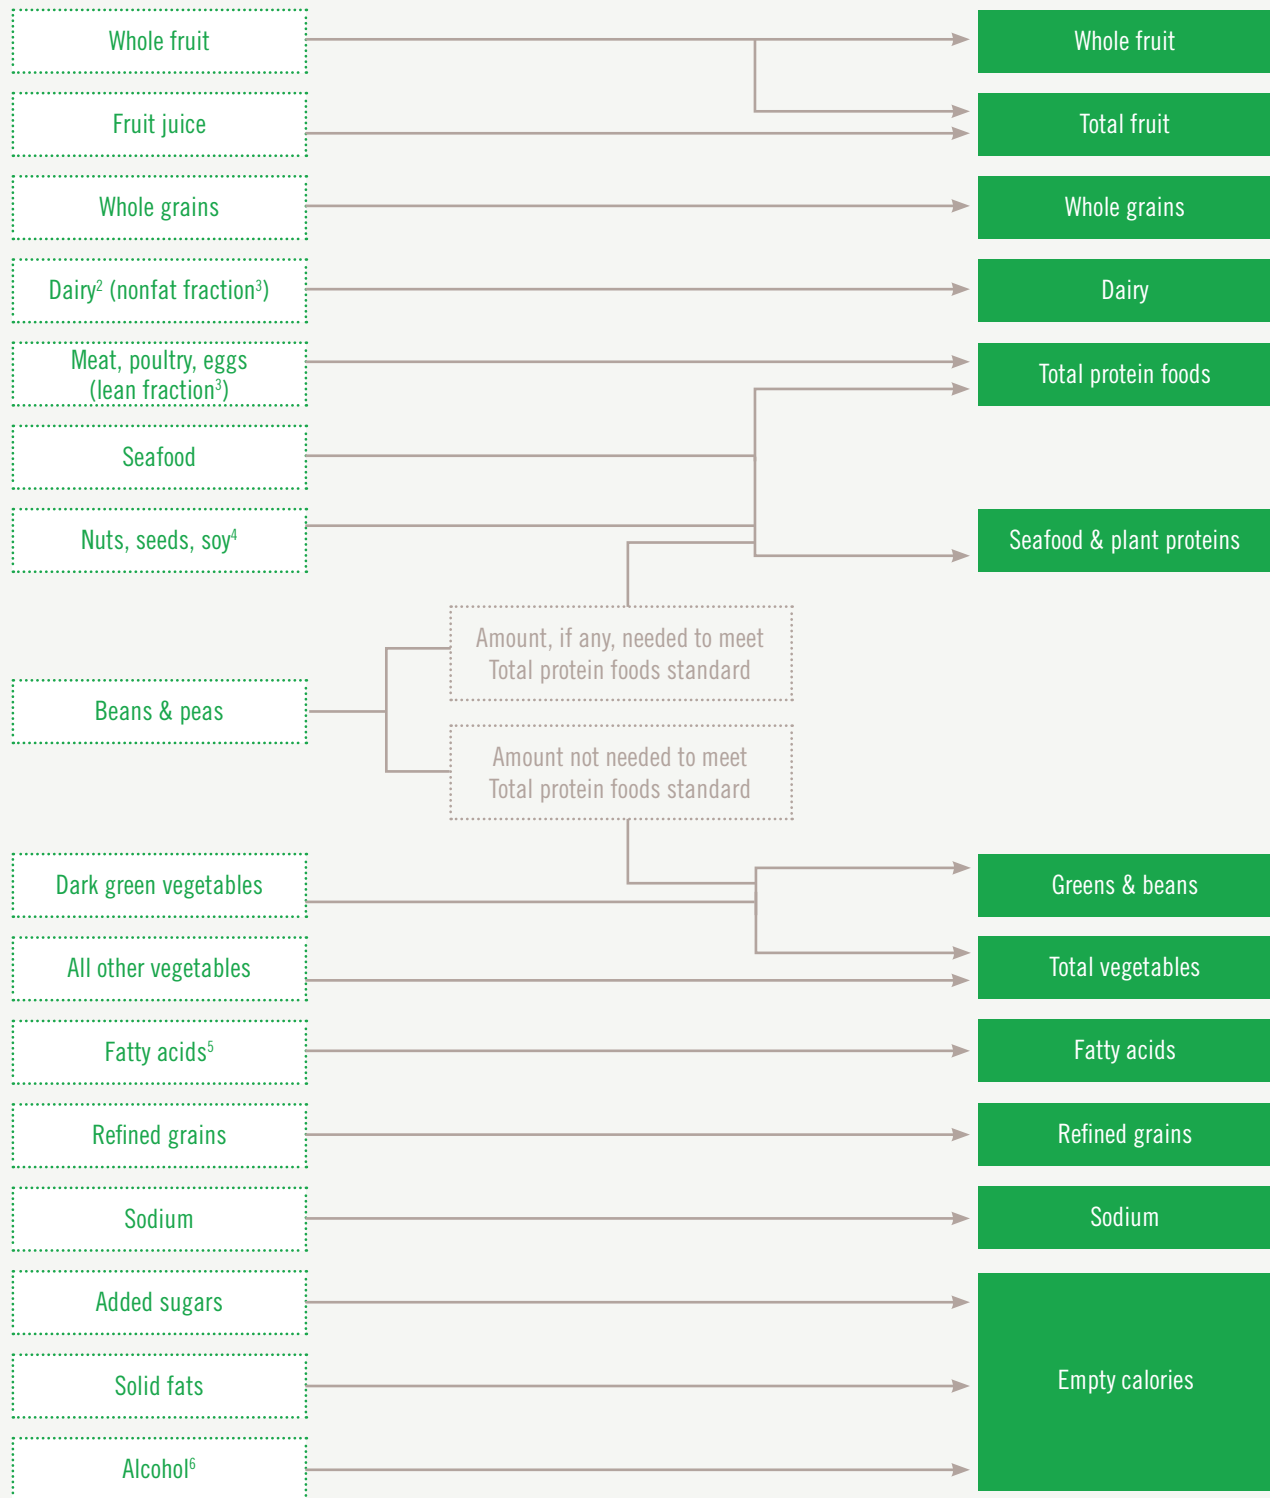 Whole fruit
Whole fruit
Fruit juice
Total fruit
Whole grains
Whole grains
Dairy² (nonfat fraction³)
Dairy
Meat, poultry, eggs
(lean fraction³)
Total protein foods
Seafood
Nuts, seeds, soy⁴
Seafood & plant proteins
Amount, if any, needed to meet
Total protein foods standard
Beans & peas
Amount not needed to meet
Total protein foods standard
Dark green vegetables
Greens & beans
All other vegetables
Total vegetables
Fatty acids⁵
Fatty acids
Refined grains
Refined grains
Sodium
Sodium
Added sugars
Solid fats
Empty calories
Alcohol⁶